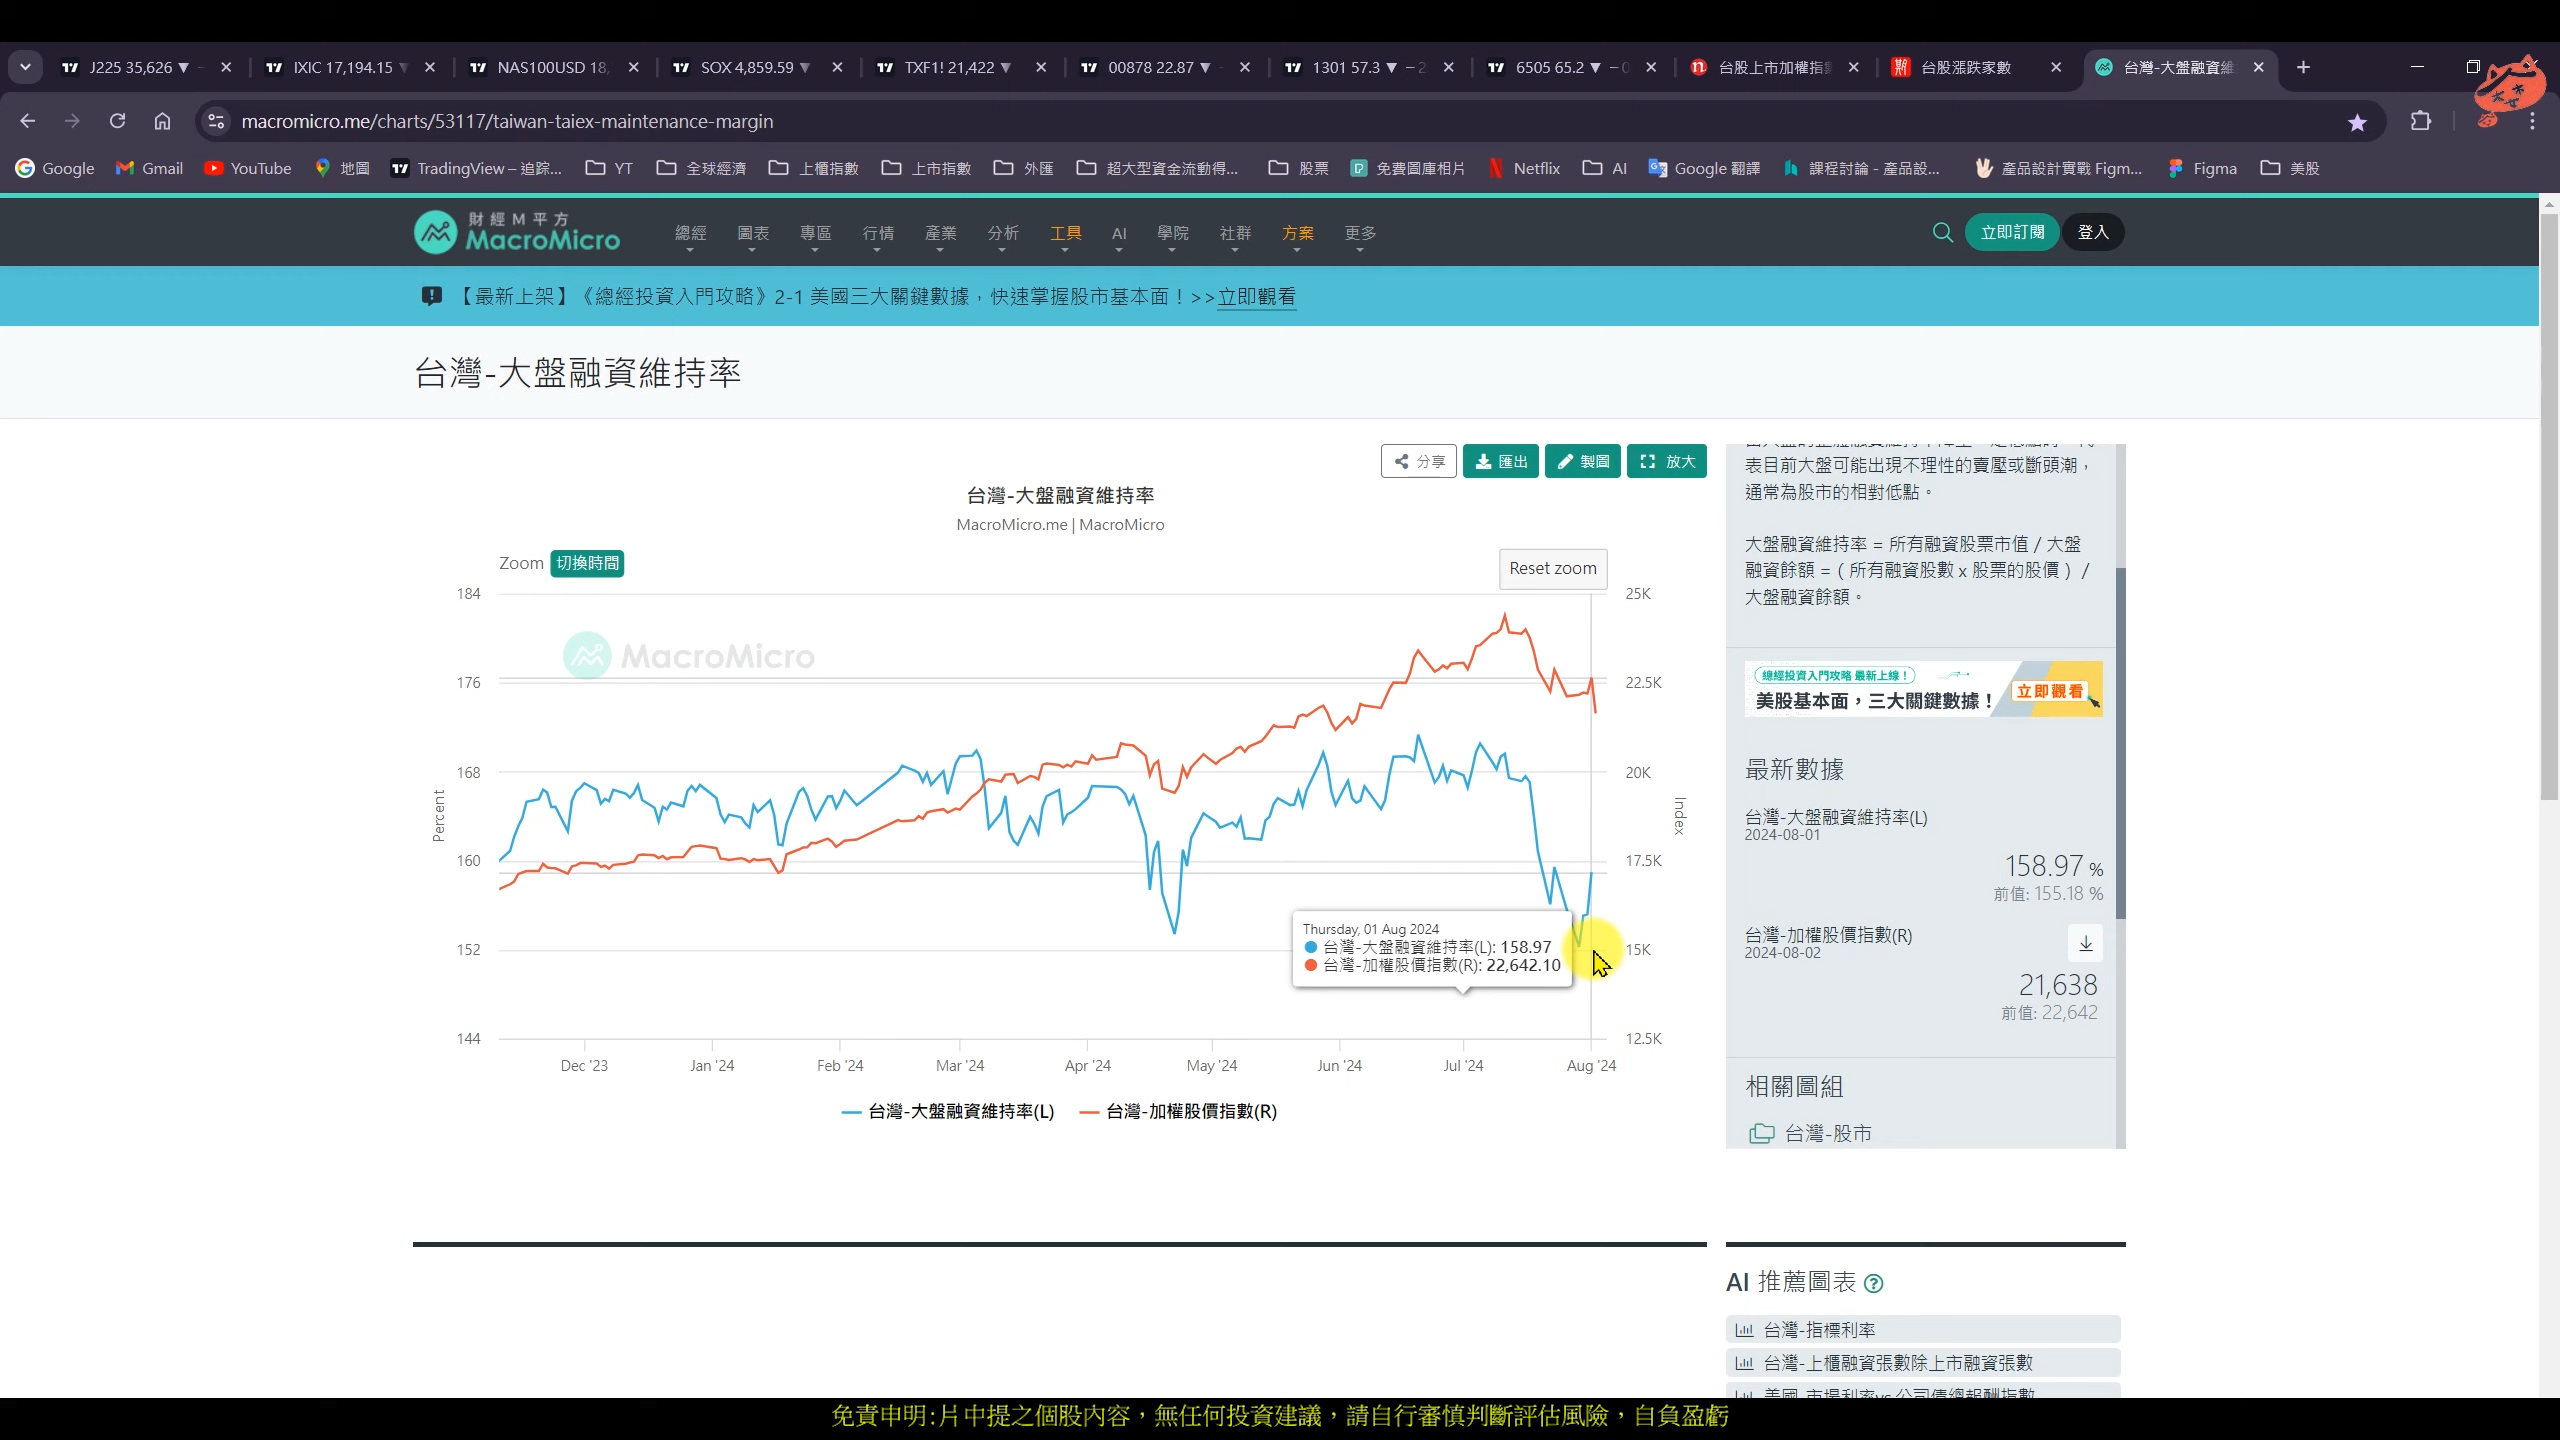 J225 35,626 ▼
IXIC 17,194.15 ▼
NAS100USD 18,
SOX 4,859.59 ▼
TXF1! 21,422 ▼
00878 22.87 ▼
1301 57.3 ▼ − 2
6505 65.2 ▼ −0
台股上市加權指
台股漲跌家數
台灣-大盤融資維
macromicro.me/charts/53117/taiwan-taiex-maintenance-margin
Google
Gmail
YouTube
地圖
TradingView – 追踪...
YT
全球經濟
上櫃指數
上市指數
外匯
超大型資金流動得...
股票
免費圖庫相片
Netflix
AI
Google 翻譯
課程討論 - 產品設...
產品設計實戰 Figm...
Figma
美股
財經M平方
MacroMicro
總經
圖表
專區
行情
產業
分析
工具
AI
學院
社群
方案
更多
立即訂閱
登入
【最新上架】《總經投資入門攻略》2-1 美國三大關鍵數據，快速掌握股市基本面！>>立即觀看
台灣-大盤融資維持率
分享
匯出
製圖
放大
台灣-大盤融資維持率
MacroMicro.me | MacroMicro
Zoom 切換時間
Reset zoom
184
176
168
160
152
144
Percent
25K
22.5K
20K
17.5K
15K
12.5K
Index
MacroMicro
Thursday, 01 Aug 2024
台灣-大盤融資維持率(L): 158.97
台灣-加權股價指數(R): 22,642.10
Dec '23
Jan '24
Feb '24
Mar '24
Apr '24
May '24
Jun '24
Jul '24
Aug '24
台灣-大盤融資維持率(L)
台灣-加權股價指數(R)
表目前大盤可能出現不理性的賣壓或斷頭潮，
通常為股市的相對低點。
大盤融資維持率 = 所有融資股票市值 / 大盤
融資餘額 = ( 所有融資股數 x 股票的股價 ) /
大盤融資餘額。
總經投資入門攻略 最新上線！
美股基本面，三大關鍵數據！
立即觀看
最新數據
台灣-大盤融資維持率(L)
2024-08-01
158.97 %
前值: 155.18 %
台灣-加權股價指數(R)
2024-08-02
21,638
前值: 22,642
相關圖組
台灣-股市
AI 推薦圖表
台灣-指標利率
台灣-上櫃融資張數除上市融資張數
免責申明:片中提之個股內容，無任何投資建議，請自行審慎判斷評估風險，自負盈虧